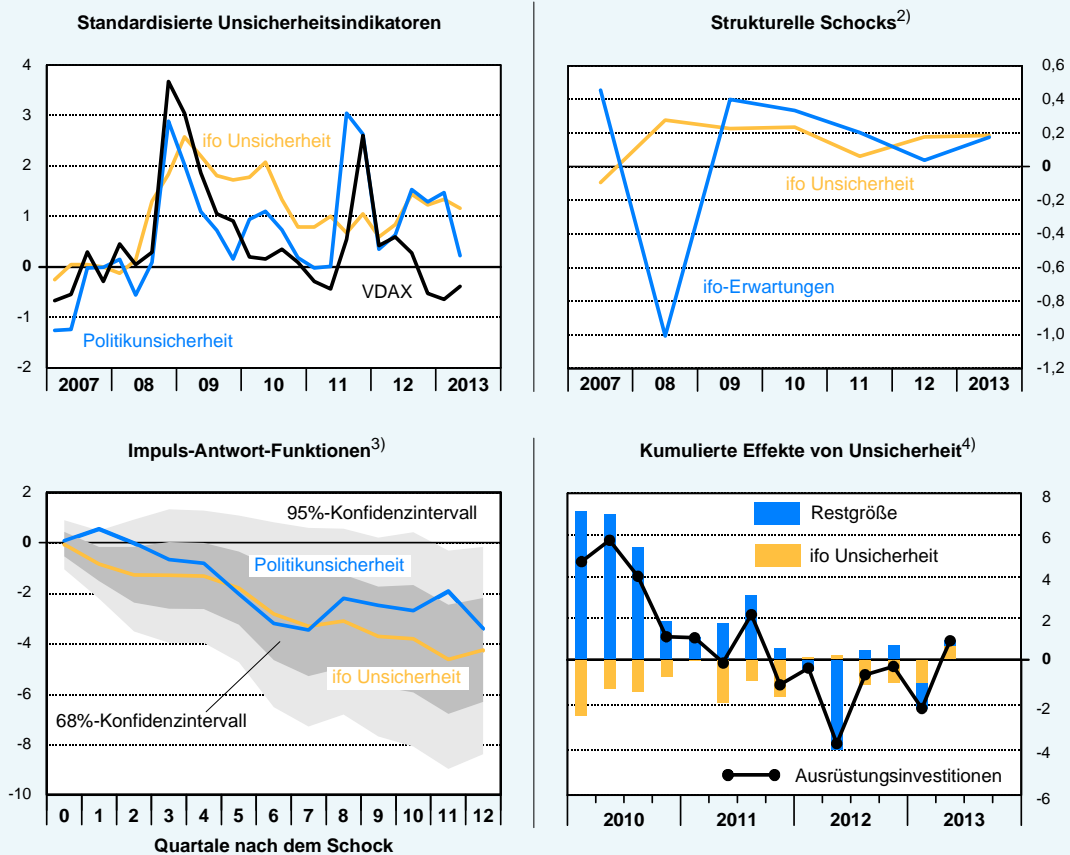 Standardisierte Unsicherheitsindikatoren
4
3
2
1
0
-1
-2
ifo Unsicherheit
VDAX
Politikunsicherheit
2007 08 09 10 11 12 2013
Strukturelle Schocks2)
0,6
0,4
0,2
0
-0,2
-0,4
-0,6
-0,8
-1,0
-1,2
ifo Unsicherheit
ifo-Erwartungen
2007 08 09 10 11 12 2013
Impuls-Antwort-Funktionen3)
2
0
-2
-4
-6
-8
-10
95%-Konfidenzintervall
Politikunsicherheit
ifo Unsicherheit
68%-Konfidenzintervall
0 1 2 3 4 5 6 7 8 9 10 11 12
Quartale nach dem Schock
Kumulierte Effekte von Unsicherheit4)
8
6
4
2
0
-2
-4
-6
Restgröße
ifo Unsicherheit
Ausrüstungsinvestitionen
2010 2011 2012 2013